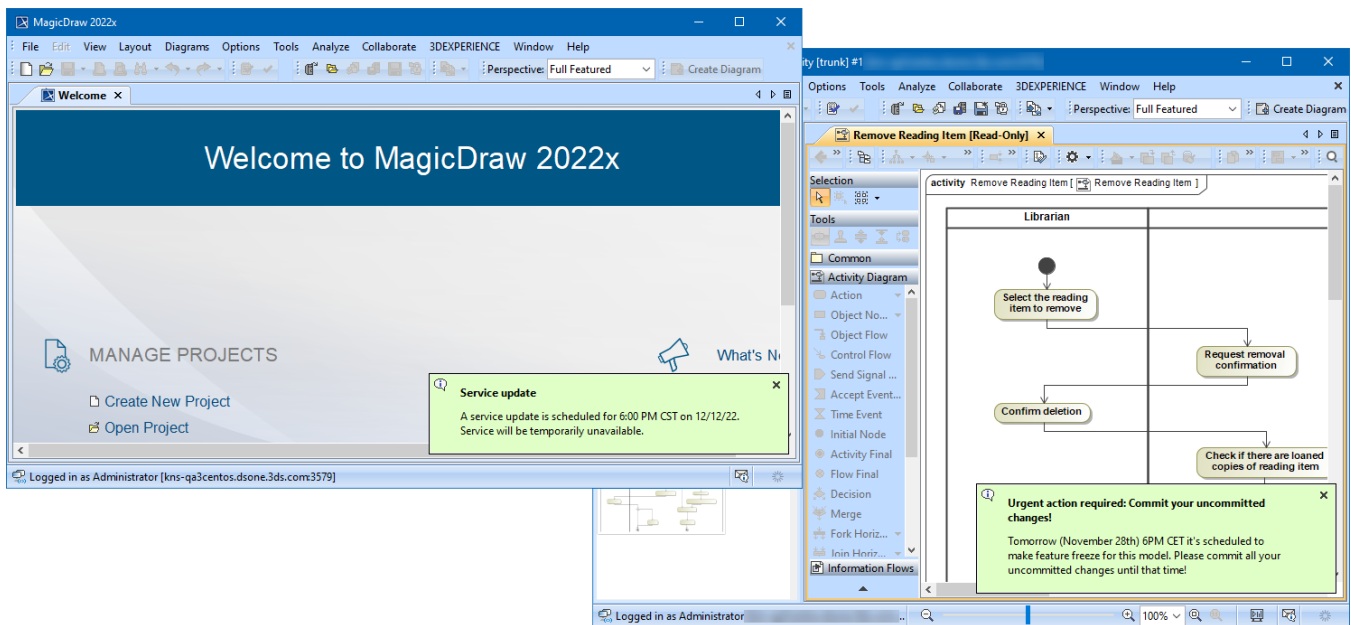 MagicDraw 2022x
File Edit View Layout Diagrams Options Tools Analyze Collaborate 3DEXPERIENCE Window Help
Perspective: Full Featured Create Diagram
Welcome
Welcome to MagicDraw 2022x
MANAGE PROJECTS
What's N
Create New Project
Open Project
Service update
A service update is scheduled for 6:00 PM CST on 12/12/22.
Service will be temporarily unavailable.
Logged in as Administrator [kns-qa3centos.dsone.3ds.com:3579]
ity [trunk] #1
Options Tools Analyze Collaborate 3DEXPERIENCE Window Help
Perspective: Full Featured Create Diagram
Remove Reading Item [Read-Only]
Selection
Tools
Common
Activity Diagram
Action
Object No...
Object Flow
Control Flow
Send Signal ...
Accept Event...
Time Event
Initial Node
Activity Final
Flow Final
Decision
Merge
Fork Horiz...
Join Horiz...
Information Flows
activity Remove Reading Item [ Remove Reading Item ]
Librarian
Select the reading
item to remove
Request removal
confirmation
Confirm deletion
Check if there are loaned
copies of reading item
Urgent action required: Commit your uncommitted
changes!
Tomorrow (November 28th) 6PM CET it's scheduled to
make feature freeze for this model. Please commit all your
uncommitted changes until that time!
Logged in as Administrator
..
100%